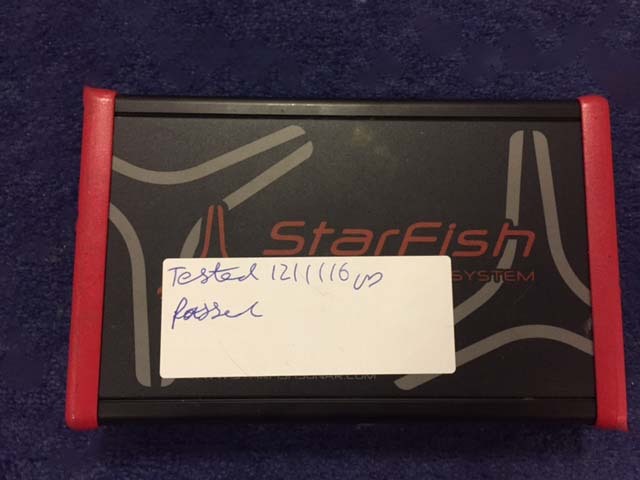 StarFish
SYSTEM
Tested 12/11/16
Passed